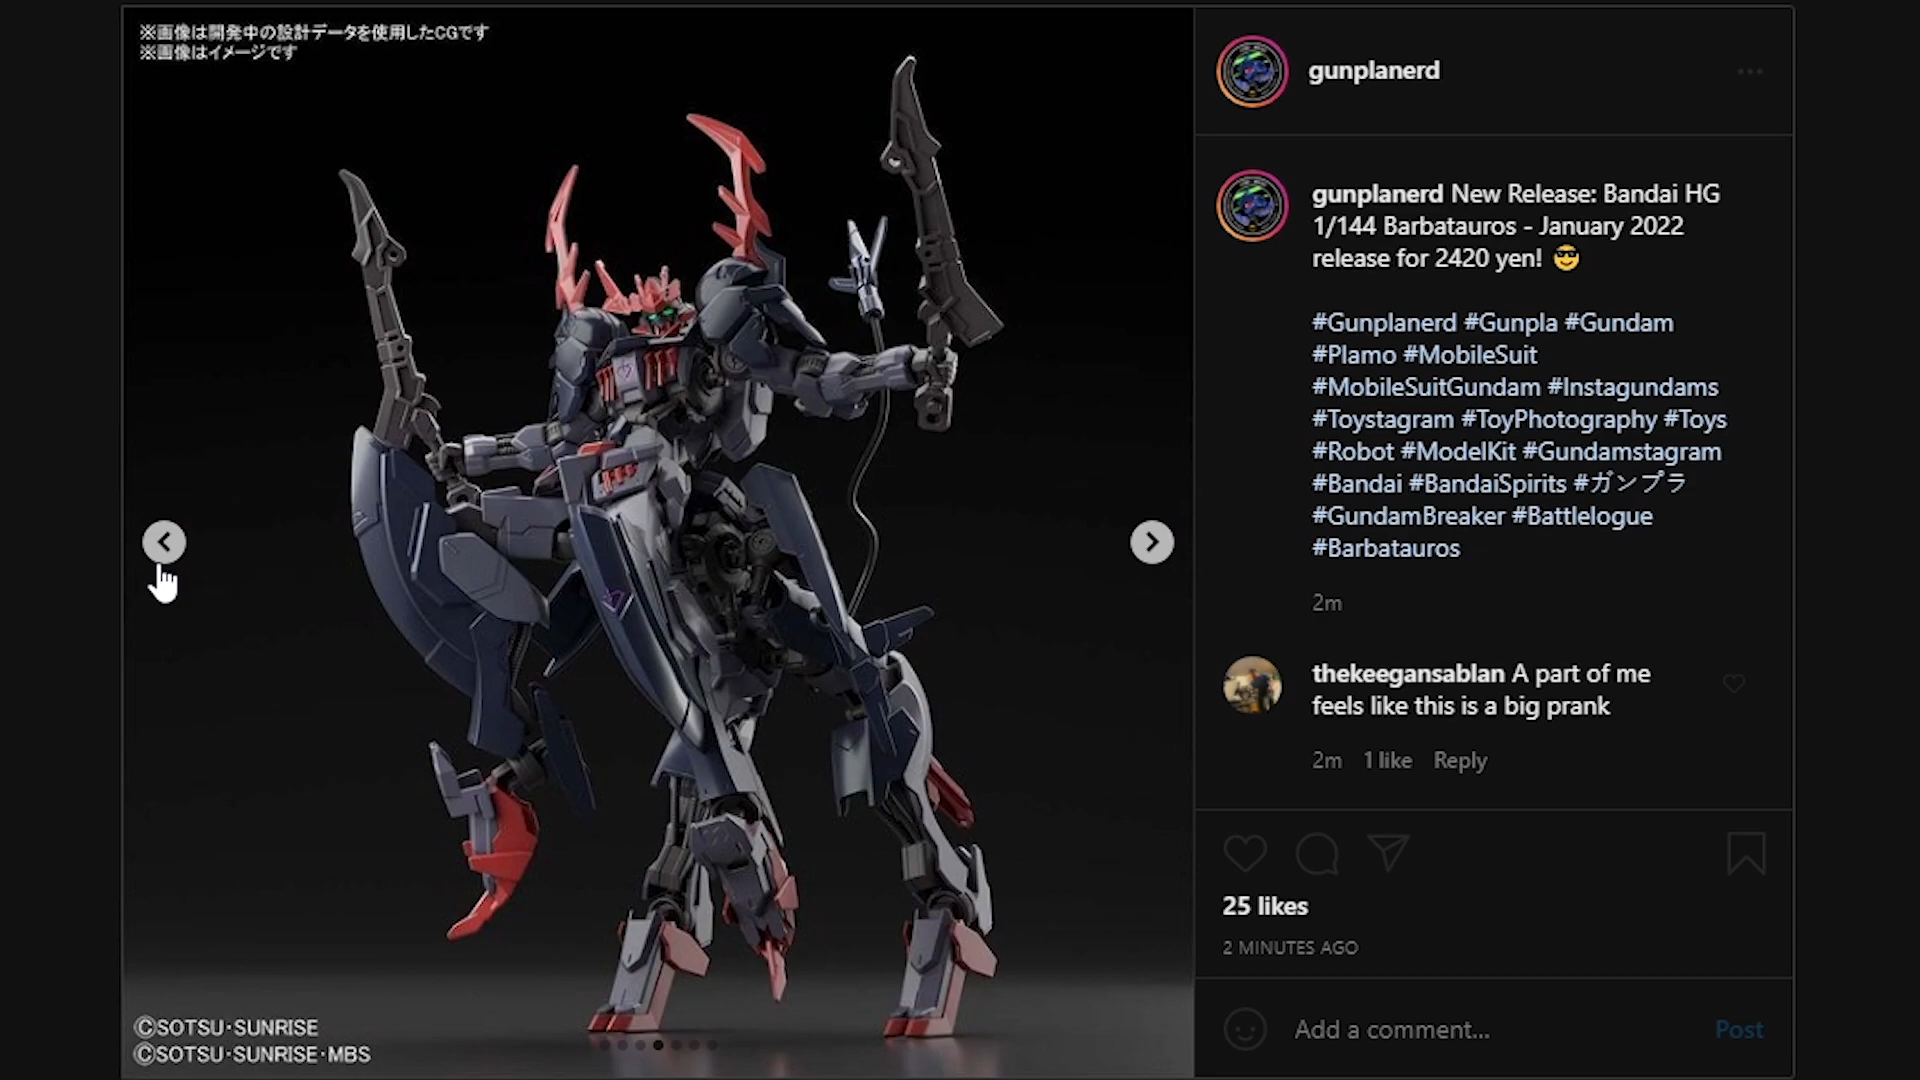 ※画像は開発中の設計データを使用したCGです
※画像はイメージです
©SOTSU・SUNRISE
©SOTSU・SUNRISE・MBS
gunplanerd
gunplanerd New Release: Bandai HG
1/144 Barbatauros - January 2022
release for 2420 yen! 😎
#Gunplanerd #Gunpla #Gundam
#Plamo #MobileSuit
#MobileSuitGundam #Instagundams
#Toystagram #ToyPhotography #Toys
#Robot #ModelKit #Gundamstagram
#Bandai #BandaiSpirits #ガンプラ
#GundamBreaker #Battlelogue
#Barbatauros
2m
thekeegansablan A part of me
feels like this is a big prank
2m 1 like Reply
25 likes
2 MINUTES AGO
Add a comment... Post